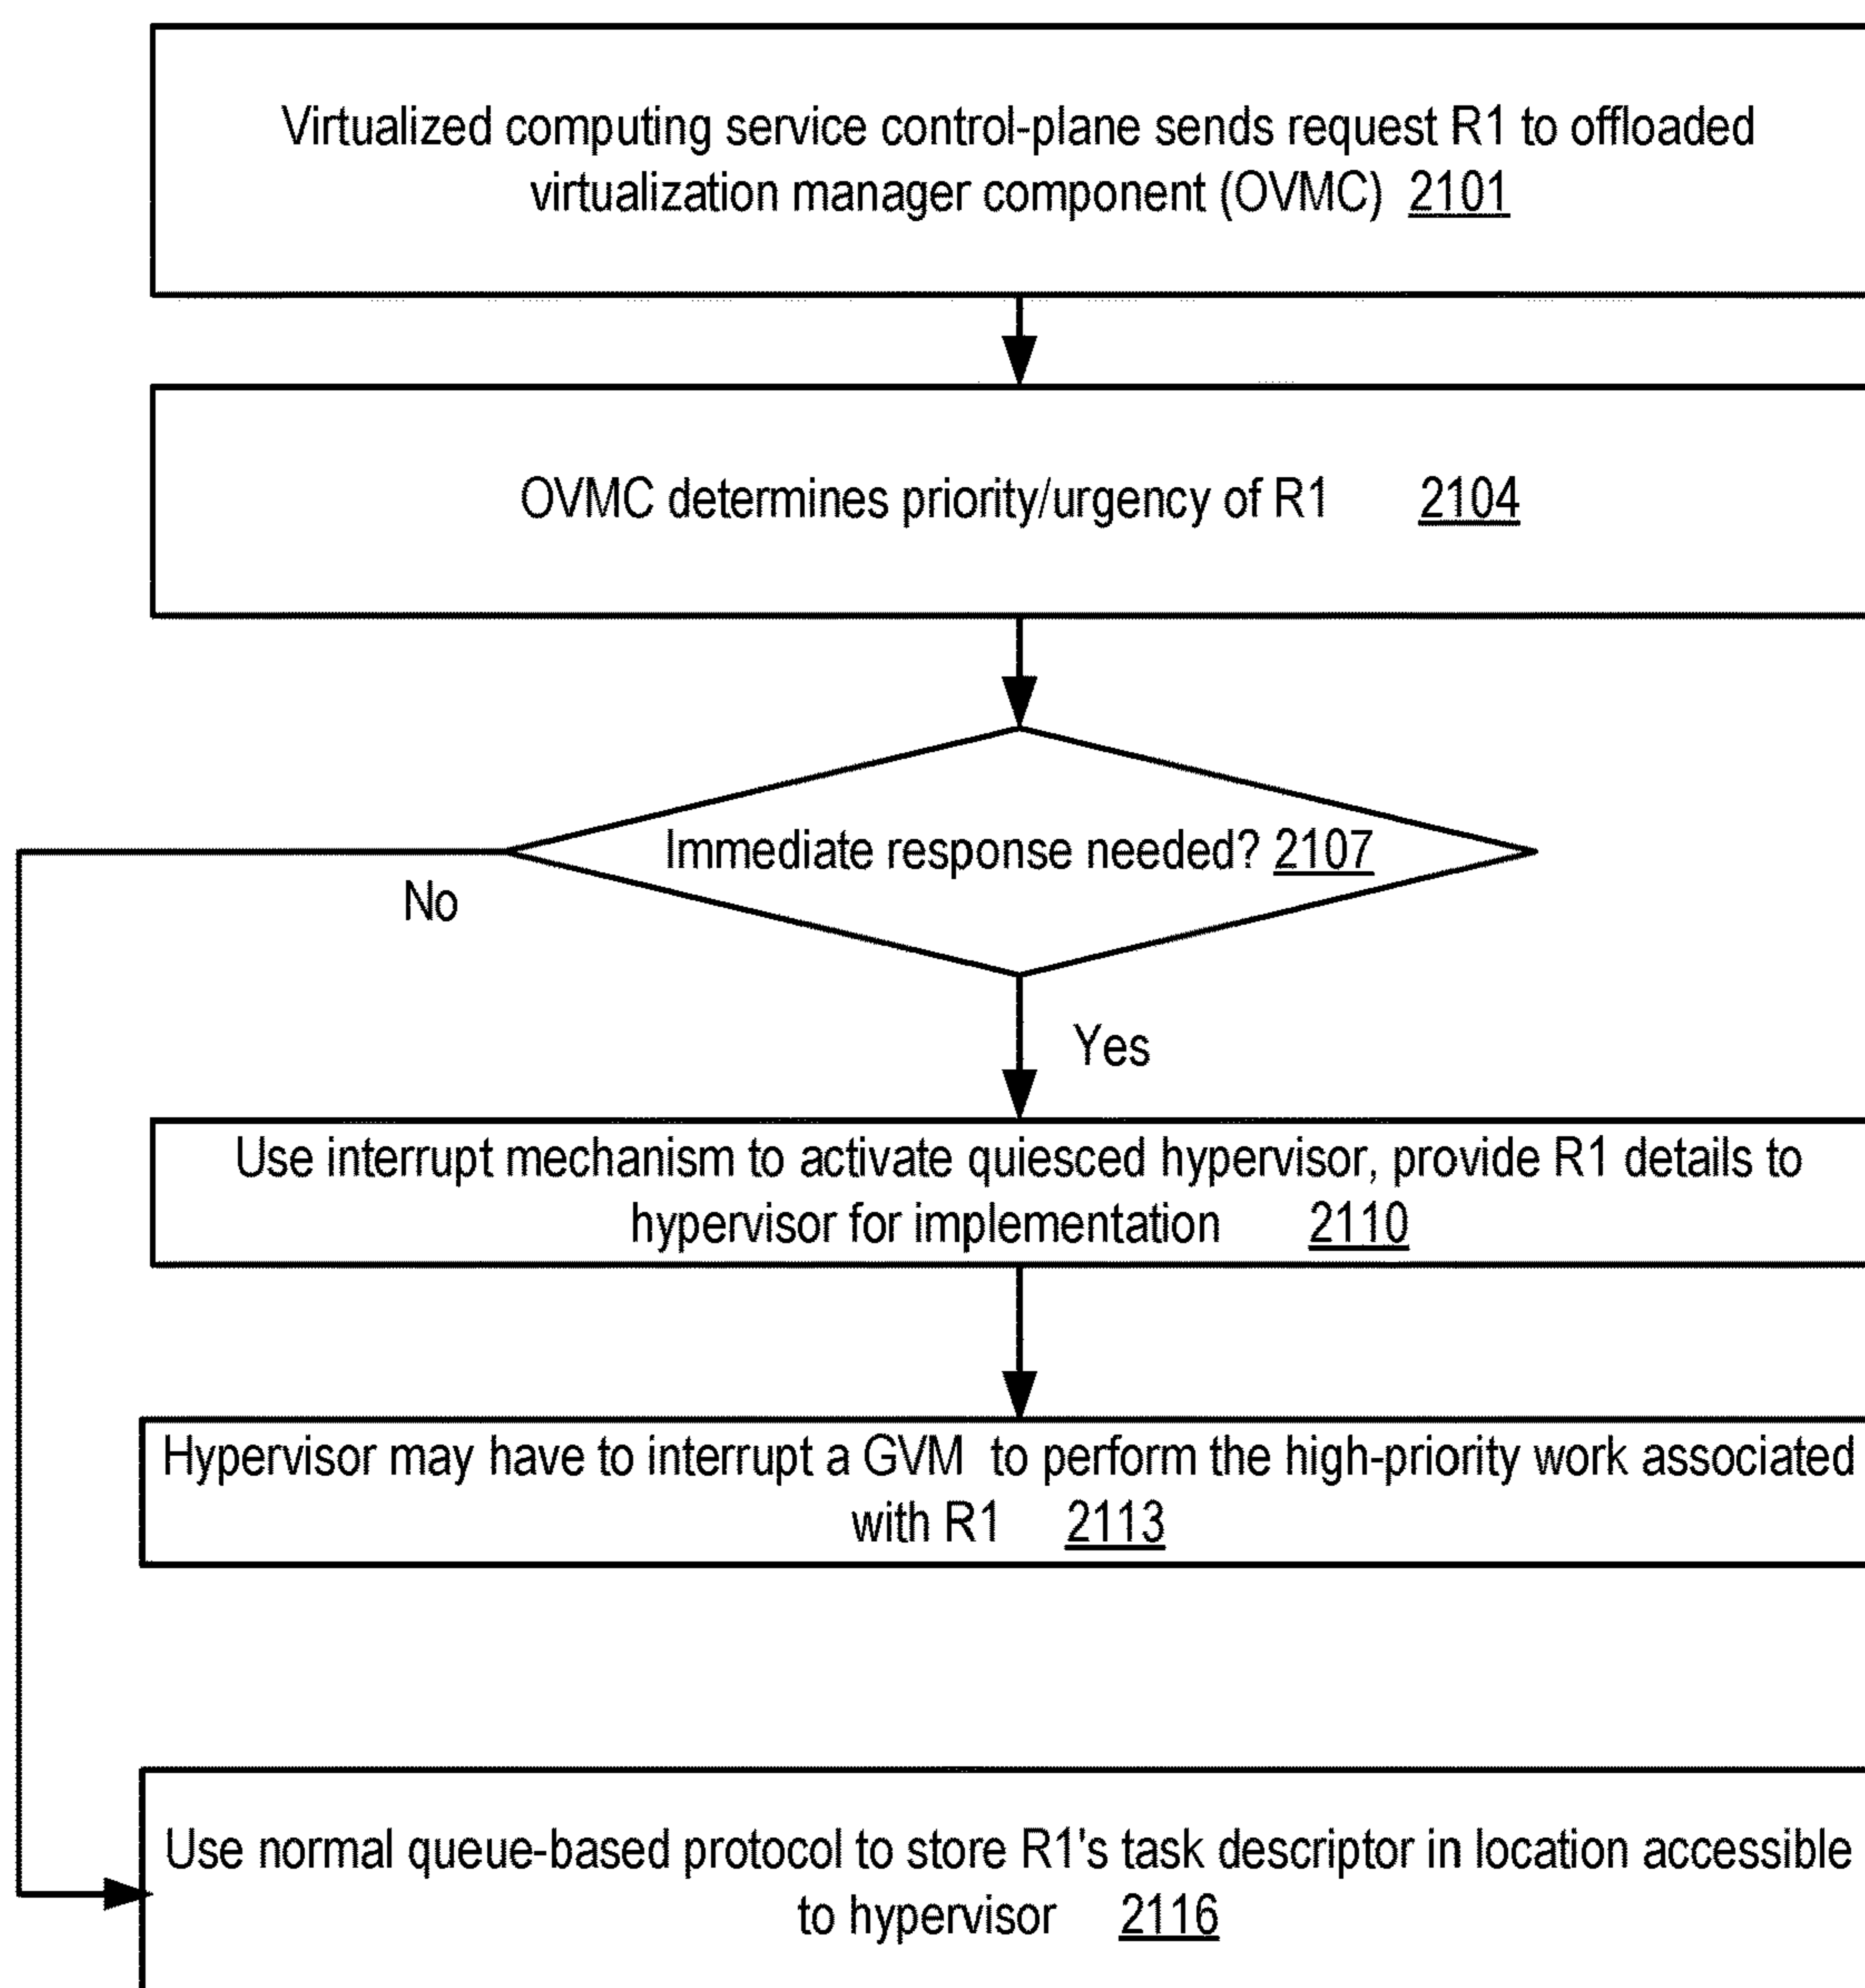 Virtualized computing service control-plane sends request R1 to offloaded
virtualization manager component (OVMC) 2101
OVMC determines priority/urgency of R1 2104
Immediate response needed? 2107
No
Yes
Use interrupt mechanism to activate quiesced hypervisor, provide R1 details to
hypervisor for implementation 2110
Hypervisor may have to interrupt a GVM to perform the high-priority work associated
with R1 2113
Use normal queue-based protocol to store R1's task descriptor in location accessible
to hypervisor 2116